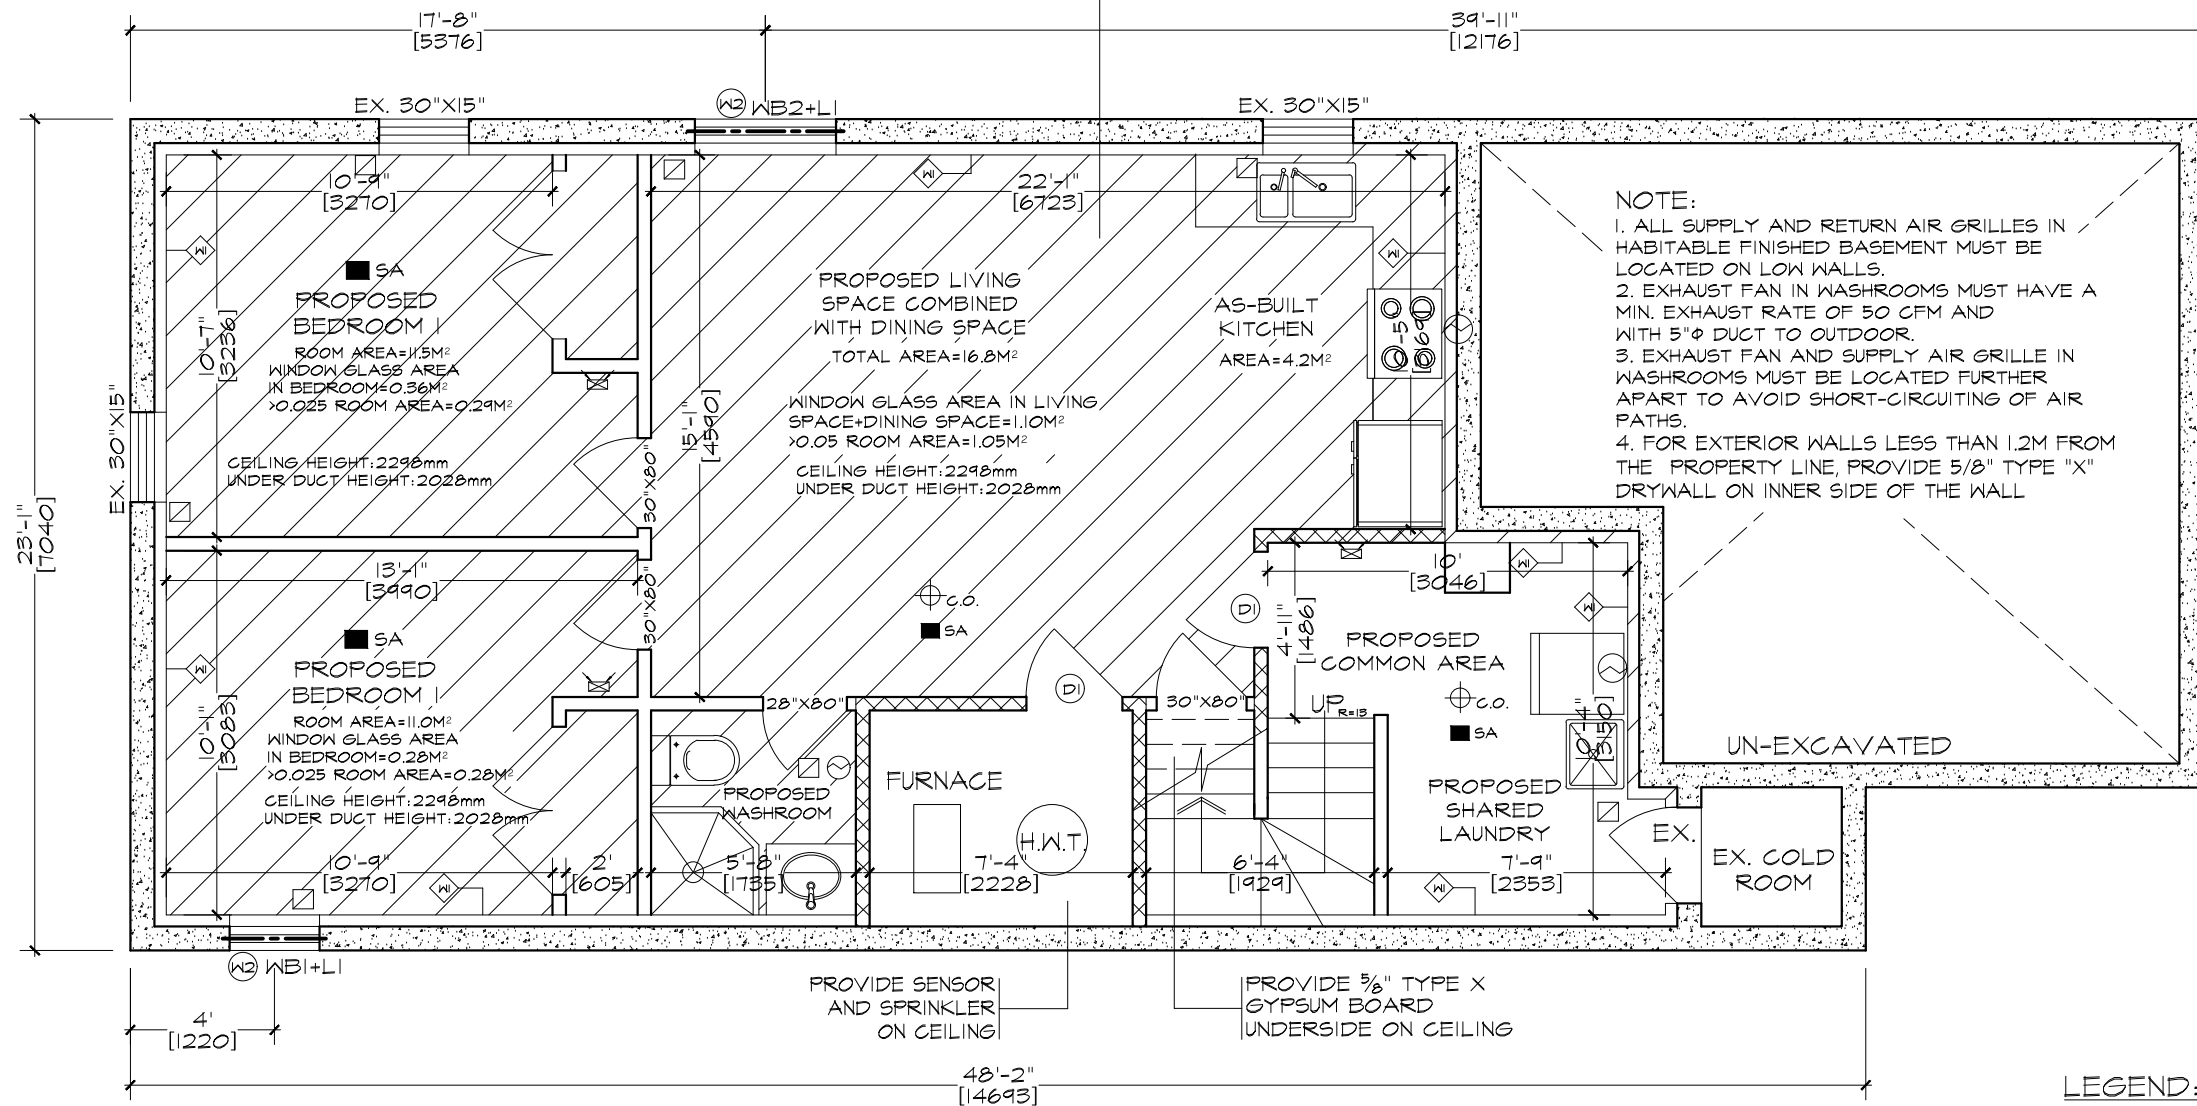 17'-8"
[5376]
39'-11"
[12176]
EX. 30"X15"
W2 WB2+L1
EX. 30"X15"
10'-9"
[3270]
22'-1"
[6723]
W1
W1
W1
SA
PROPOSED
BEDROOM 1
ROOM AREA=11.5M²
WINDOW GLASS AREA
IN BEDROOM=0.36M²
>0.025 ROOM AREA=0.29M²
CEILING HEIGHT:2298mm
UNDER DUCT HEIGHT:2028mm
10'-7"
[3236]
EX. 30"X15"
23'-1"
[7040]
PROPOSED LIVING
SPACE COMBINED
WITH DINING SPACE
TOTAL AREA=16.8M²
WINDOW GLASS AREA IN LIVING
SPACE+DINING SPACE=1.10M²
>0.05 ROOM AREA=1.05M²
CEILING HEIGHT:2298mm
UNDER DUCT HEIGHT:2028mm
15'-1"
[4590]
30"X80"
30"X80"
AS-BUILT
KITCHEN
AREA=4.2M²
NOTE:
1. ALL SUPPLY AND RETURN AIR GRILLES IN
HABITABLE FINISHED BASEMENT MUST BE
LOCATED ON LOW WALLS.
2. EXHAUST FAN IN WASHROOMS MUST HAVE A
MIN. EXHAUST RATE OF 50 CFM AND
WITH 5"Φ DUCT TO OUTDOOR.
3. EXHAUST FAN AND SUPPLY AIR GRILLE IN
WASHROOMS MUST BE LOCATED FURTHER
APART TO AVOID SHORT-CIRCUITING OF AIR
PATHS.
4. FOR EXTERIOR WALLS LESS THAN 1.2M FROM
THE PROPERTY LINE, PROVIDE 5/8" TYPE "X"
DRYWALL ON INNER SIDE OF THE WALL
13'-1"
[3990]
SA
PROPOSED
BEDROOM 1
ROOM AREA=11.0M²
WINDOW GLASS AREA
IN BEDROOM=0.28M²
>0.025 ROOM AREA=0.28M²
CEILING HEIGHT:2298mm
UNDER DUCT HEIGHT:2028mm
W1
10'-1"
[3083]
C.O.
SA
D1
D1
28"X80"
30"X80"
10'
[3046]
W1
W1
4'-11"
[1486]
PROPOSED
COMMON AREA
UP
R=13
C.O.
SA
10'-4"
[3150]
PROPOSED
SHARED
LAUNDRY
UN-EXCAVATED
EX.
EX. COLD
ROOM
PROPOSED
WASHROOM
FURNACE
H.W.T.
10'-9"
[3270]
2'
[605]
5'-8"
[1735]
7'-4"
[2228]
6'-4"
[1929]
7'-9"
[2353]
W1
W1
W2 WB1+L1
4'
[1220]
PROVIDE SENSOR
AND SPRINKLER
ON CEILING
PROVIDE ⅝" TYPE X
GYPSUM BOARD
UNDERSIDE ON CEILING
48'-2"
[14693]
LEGEND: